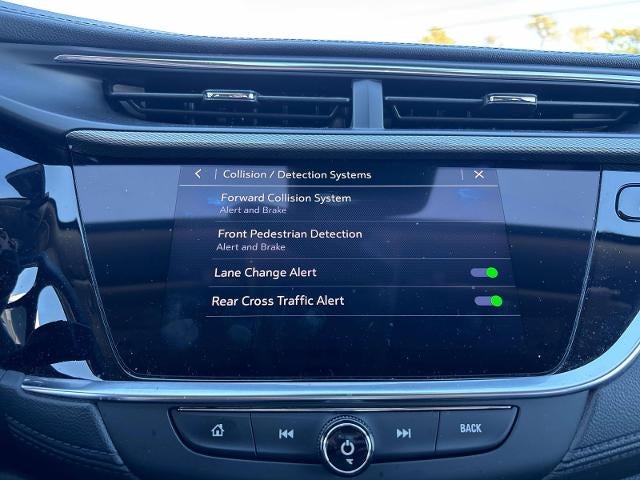 Collision / Detection Systems
Forward Collision System
Alert and Brake
Front Pedestrian Detection
Alert and Brake
Lane Change Alert
Rear Cross Traffic Alert
BACK